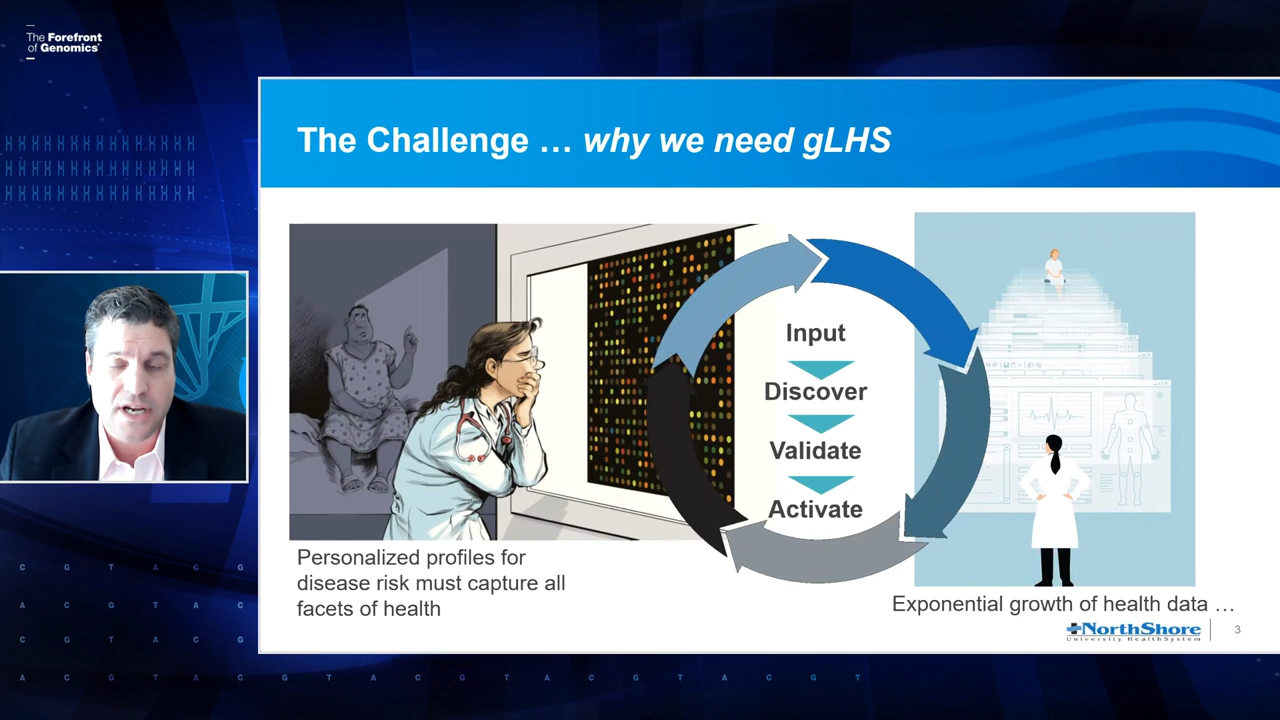 The Forefront
of Genomics®
The Challenge … why we need gLHS
Input
Discover
Validate
Activate
Personalized profiles for
disease risk must capture all
facets of health
Exponential growth of health data …
NorthShore
University HealthSystem
3
C G T A C G
A C G T A C
A C G T A C G
A C G T A C G T A C G T A C G T